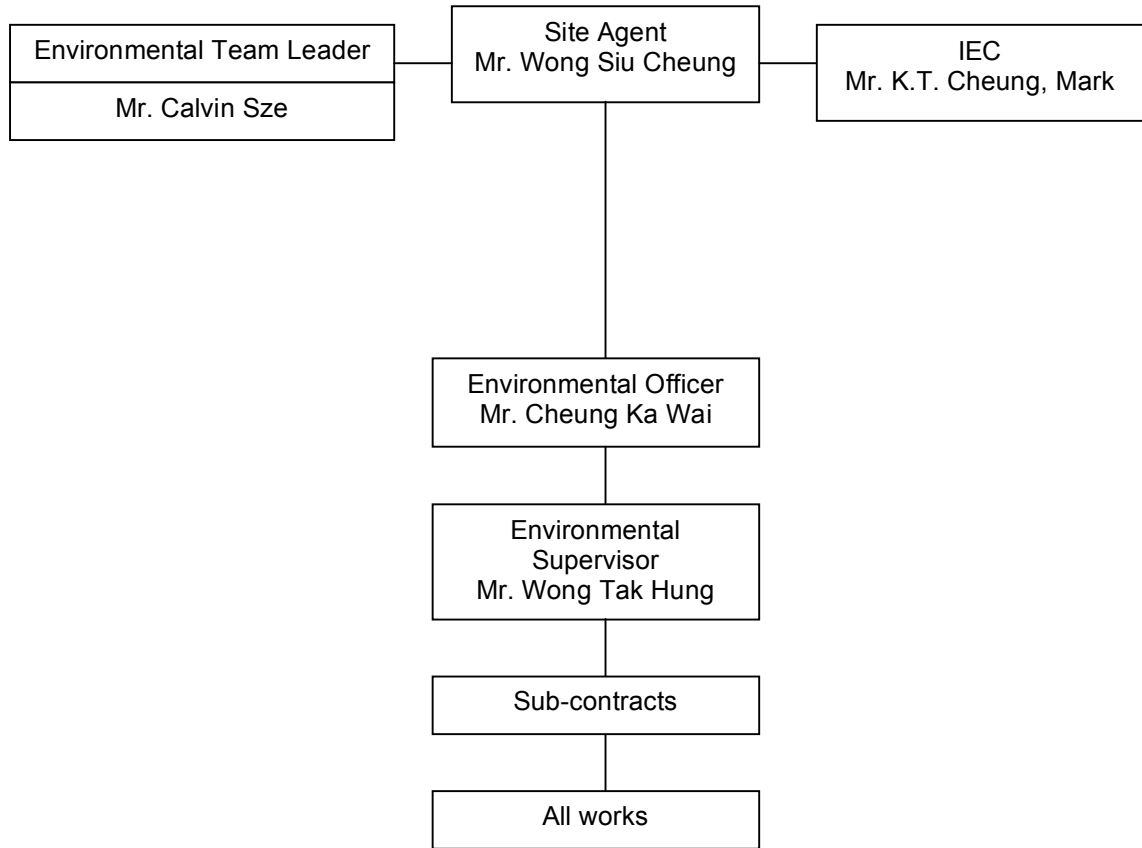 Environmental Team Leader
Mr. Calvin Sze
Site Agent
Mr. Wong Siu Cheung
IEC
Mr. K.T. Cheung, Mark
Environmental Officer
Mr. Cheung Ka Wai
Environmental
Supervisor
Mr. Wong Tak Hung
Sub-contracts
All works